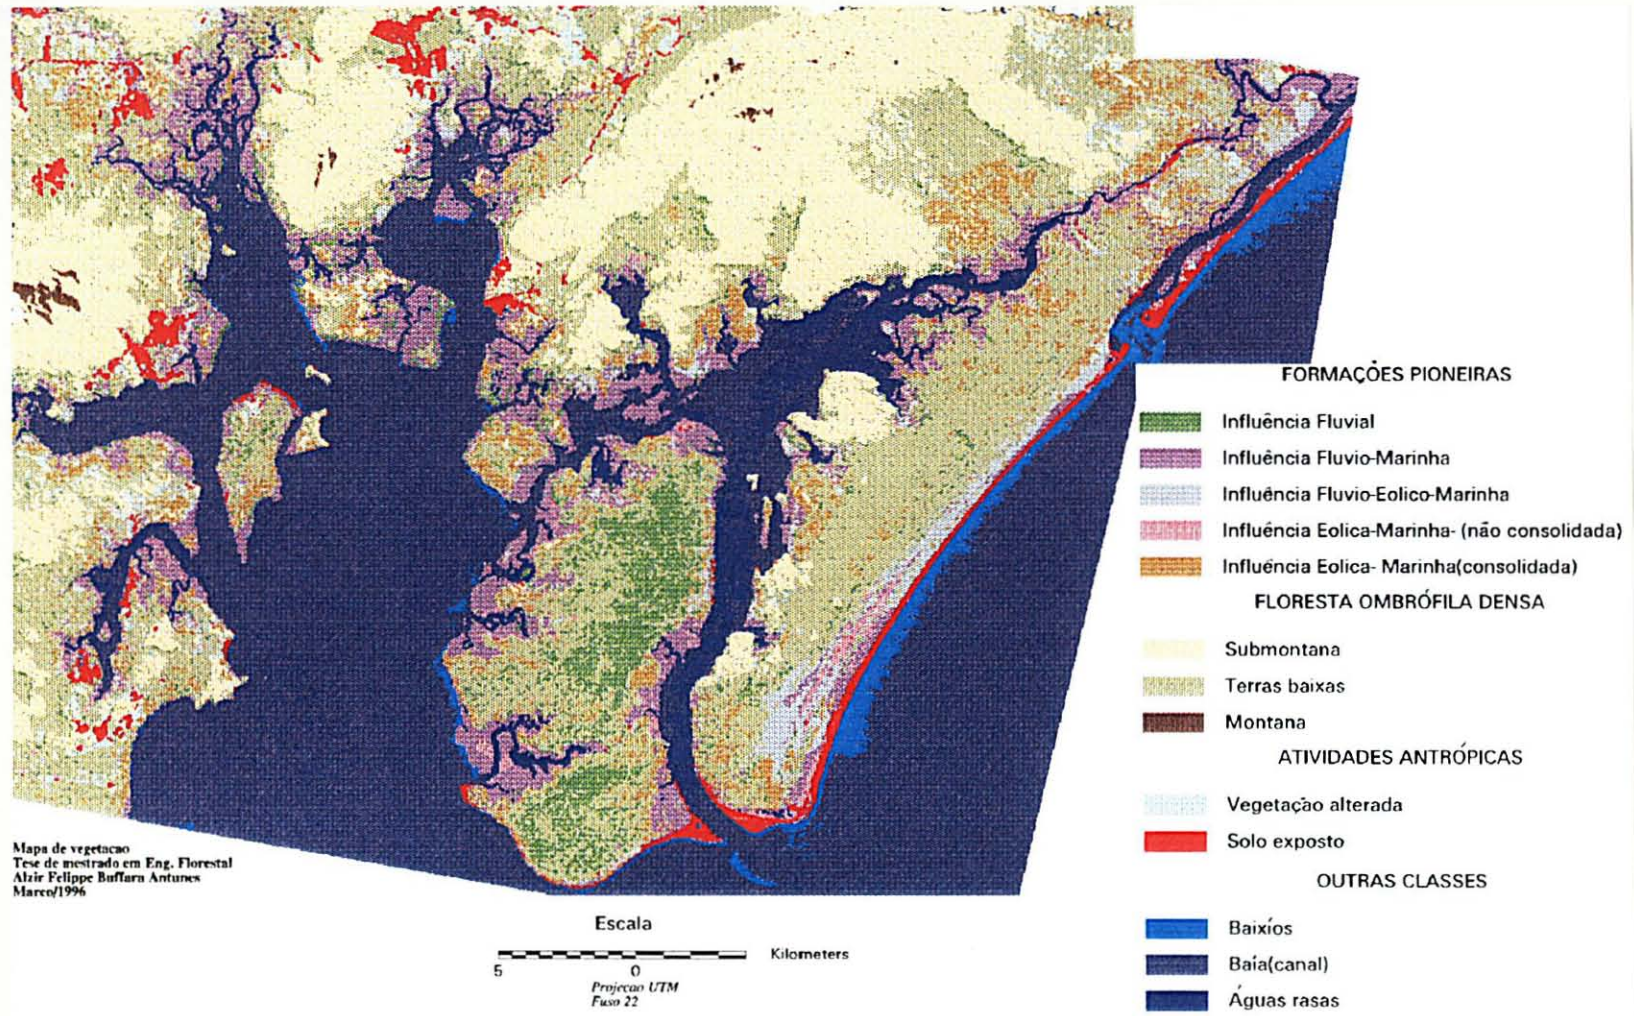 FORMAÇÕES PIONEIRAS
Influência Fluvial
Influência Fluvio-Marinha
Influência Fluvio-Eolico-Marinha
Influência Eolica-Marinha- (não consolidada)
Influência Eolica- Marinha(consolidada)
FLORESTA OMBRÓFILA DENSA
Submontana
Terras baixas
Montana
ATIVIDADES ANTRÓPICAS
Vegetação alterada
Solo exposto
OUTRAS CLASSES
Baixíos
Baía(canal)
Águas rasas
Mapa de vegetacao
Tese de mestrado em Eng. Florestal
Alzir Felippe Buffara Antunes
Marco/1996
Escala
Kilometers
5 0
Projecao UTM
Fuso 22